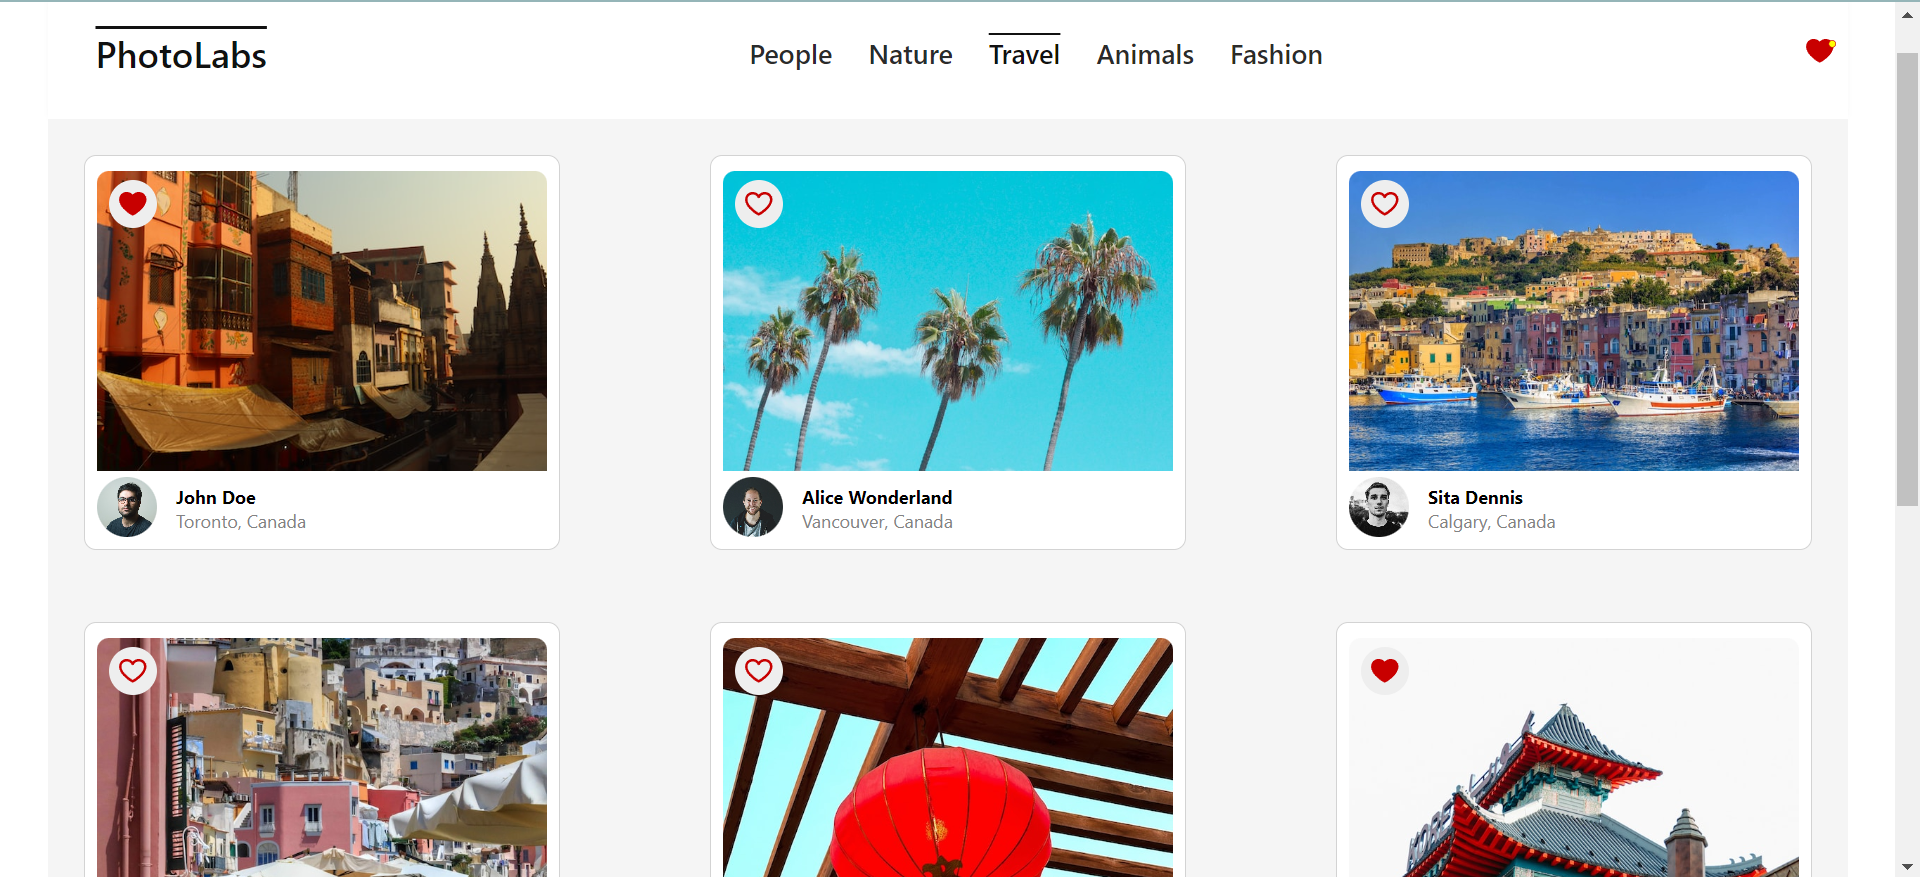 PhotoLabs
People
Nature
Travel
Animals
Fashion
John Doe
Toronto, Canada
Alice Wonderland
Vancouver, Canada
Sita Dennis
Calgary, Canada